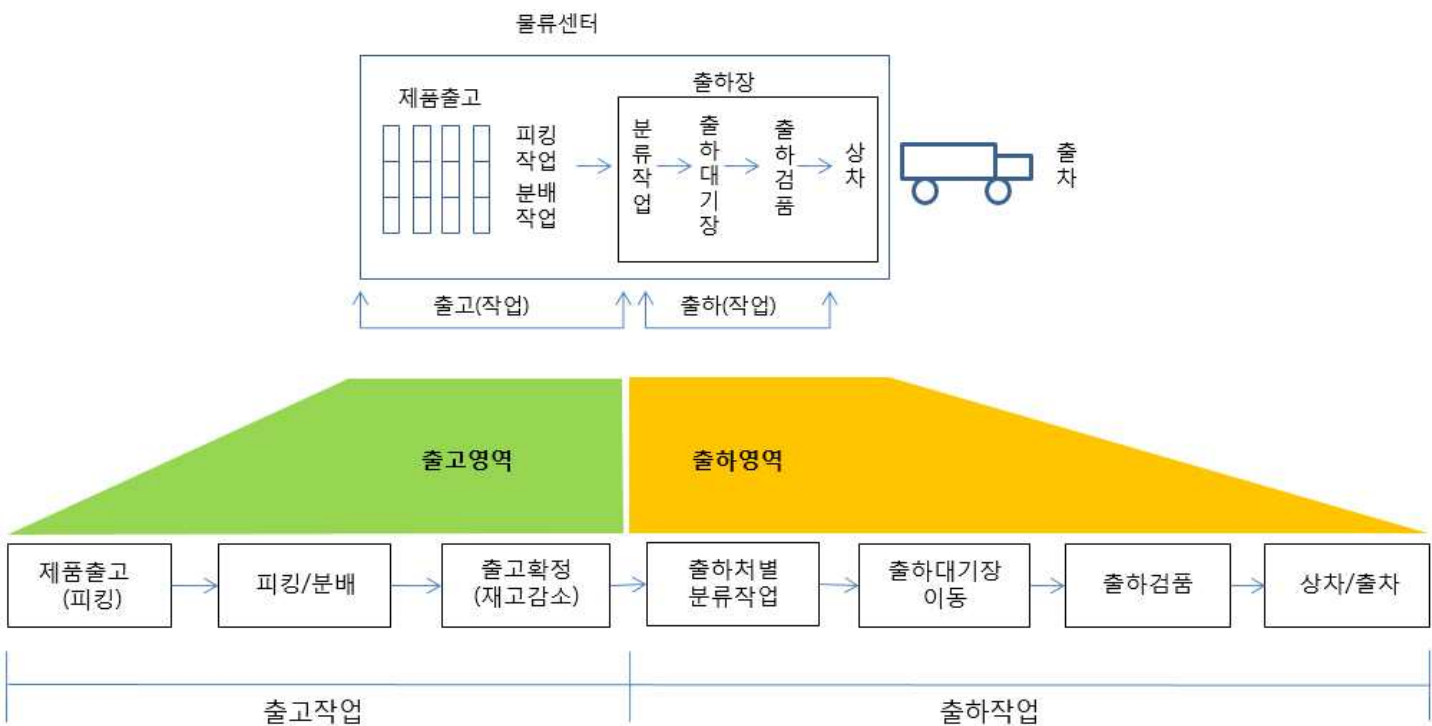 물류센터
출하장
제품출고
피킹
작업
분배
작업
분류작업
출하대기장
출하검품
상차
출차
출고(작업)
출하(작업)
출고영역
출하영역
제품출고
(피킹)
피킹/분배
출고확정
(재고감소)
출하처별
분류작업
출하대기장
이동
출하검품
상차/출차
출고작업
출하작업